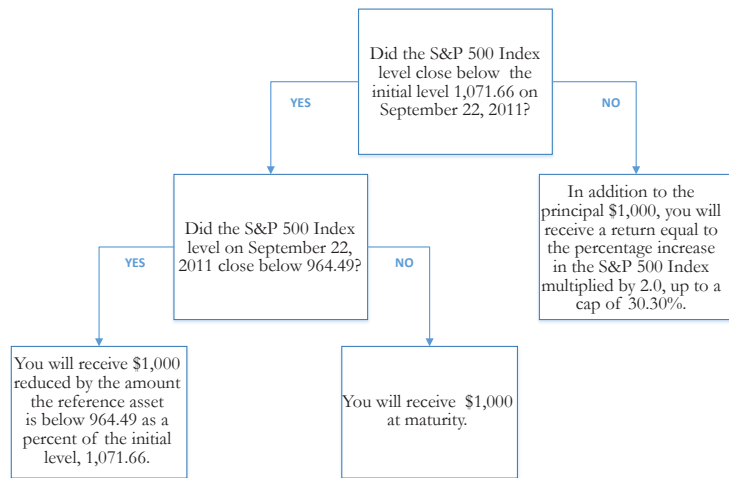 Did the S&P 500 Index
level close below the
initial level 1,071.66 on
September 22, 2011?
YES
NO
Did the S&P 500 Index
level on September 22,
2011 close below 964.49?
In addition to the
principal $1,000, you will
receive a return equal to
the percentage increase
in the S&P 500 Index
multiplied by 2.0, up to a
cap of 30.30%.
YES
NO
You will receive $1,000
reduced by the amount
the reference asset
is below 964.49 as a
percent of the initial
level, 1,071.66.
You will receive $1,000
at maturity.